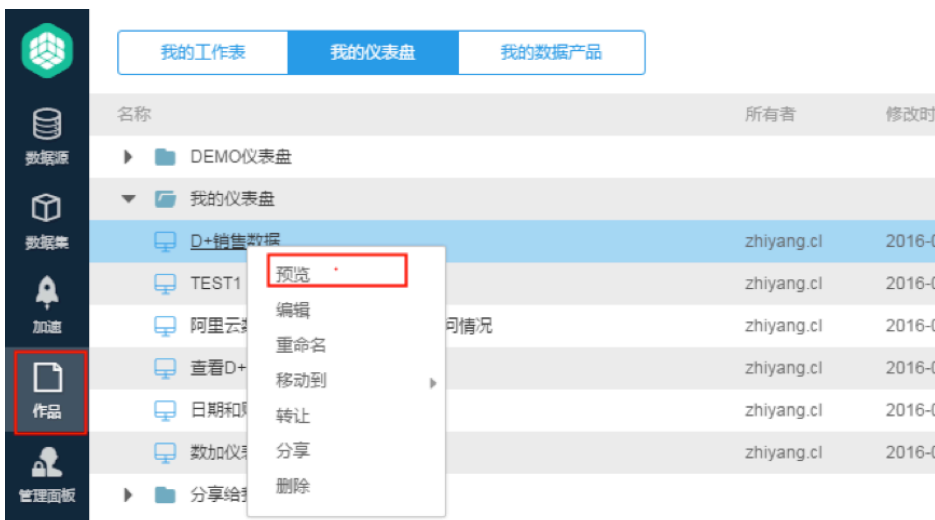 我的工作表 我的仪表盘 我的数据产品
名称 所有者 修改时
数据源
DEMO仪表盘
我的仪表盘
数据集
D+销售数据 zhiyang.cl 2016-0
预览
TEST1 zhiyang.cl 2016-0
编辑
加速
阿里云 问情况 zhiyang.cl 2016-0
重命名
查看D+ zhiyang.cl 2016-0
移动到
作品
日期和 zhiyang.cl 2016-0
转让
数加仪 zhiyang.cl 2016-0
分享
管理面板
分享给
删除